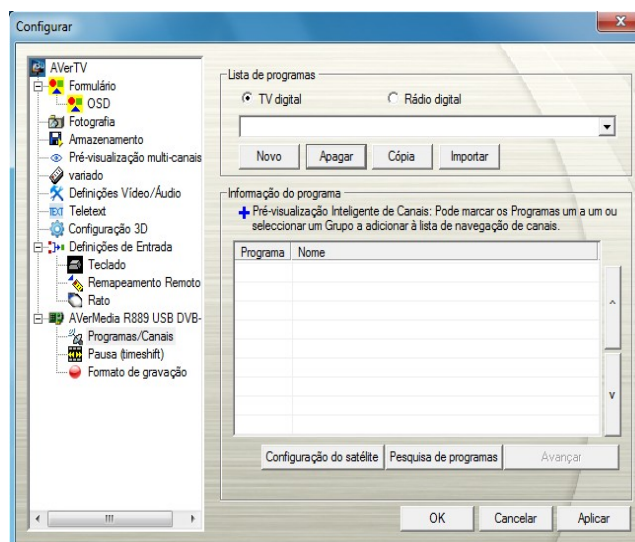 Configurar
AVerTV
Formulário
OSD
Fotografia
Armazenamento
Pré-visualização multi-canais
variado
Definições Vídeo/Áudio
TEXT Teletext
Configuração 3D
Definições de Entrada
Teclado
Remapeamento Remoto
Rato
AVerMedia R889 USB DVB-
Programas/Canais
Pausa (timeshift)
Formato de gravação
Lista de programas
TV digital
Rádio digital
Novo
Apagar
Cópia
Importar
Informação do programa
Pré-visualização Inteligente de Canais: Pode marcar os Programas um a um ou
seleccionar um Grupo a adicionar à lista de navegação de canais.
Programa Nome
Configuração do satélite
Pesquisa de programas
Avançar
OK
Cancelar
Aplicar